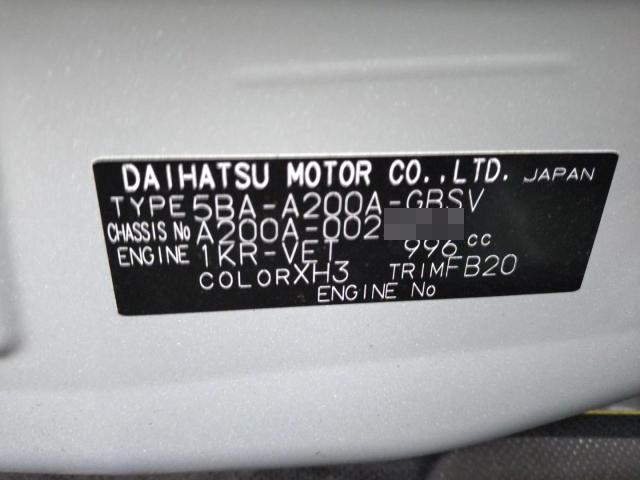 DAIHATSU MOTOR CO.,LTD. JAPAN
TYPE 5BA-A200A-GBSV
CHASSIS No A200A-002
ENGINE 1KR-VET 996 cc
COLOR XH3 TRIM FB20
ENGINE No